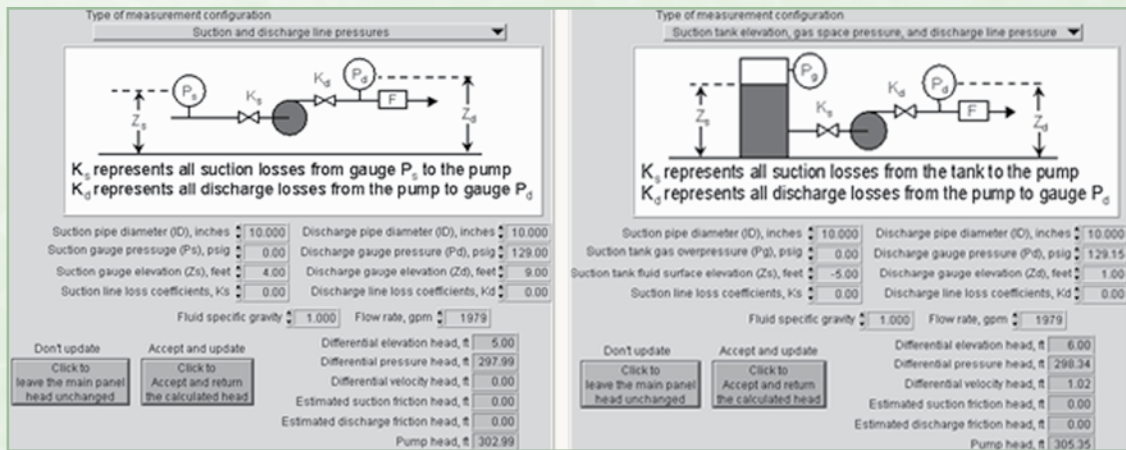 Type of measurement configuration
Suction and discharge line pressures
Ps
Ks
Kd
Pd
F
Zs
Zd
Ks represents all suction losses from gauge Ps to the pump
Kd represents all discharge losses from the pump to gauge Pd
Suction pipe diameter (ID), inches 10.000
Discharge pipe diameter (ID), inches 10.000
Suction gauge pressuge (Ps), psig 0.00
Discharge gauge pressure (Pd), psig 129.00
Suction gauge elevation (Zs), feet 4.00
Discharge gauge elevation (Zd), feet 9.00
Suction line loss coefficients, Ks 0.00
Discharge line loss coefficients, Kd 0.00
Fluid specific gravity 1.000 Flow rate, gpm 1979
Don't update
Click to
leave the main panel
head unchanged
Accept and update
Click to
Accept and return
the calculated head
Differential elevation head, ft 5.00
Differential pressure head, ft 297.99
Differential velocity head, ft 0.00
Estimated suction friction head, ft 0.00
Estimated discharge friction head, ft 0.00
Pump head, ft 302.99
Type of measurement configuration
Suction tank elevation, gas space pressure, and discharge line pressure
Pg
Ks
Kd
Pd
F
Zs
Zd
Ks represents all suction losses from the tank to the pump
Kd represents all discharge losses from the pump to gauge Pd
Suction pipe diameter (ID), inches 10.000
Discharge pipe diameter (ID), inches 10.000
Suction tank gas overpressure (Pg), psig 0.00
Discharge gauge pressure (Pd), psig 129.15
Suction tank fluid surface elevation (Zs), feet -5.00
Discharge gauge elevation (Zd), feet 1.00
Suction line loss coefficients, Ks 0.00
Discharge line loss coefficients, Kd 0.00
Fluid specific gravity 1.000 Flow rate, gpm 1979
Don't update
Click to
leave the main panel
head unchanged
Accept and update
Click to
Accept and return
the calculated head
Differential elevation head, ft 6.00
Differential pressure head, ft 298.34
Differential velocity head, ft 1.02
Estimated suction friction head, ft 0.00
Estimated discharge friction head, ft 0.00
Pump head, ft 305.35